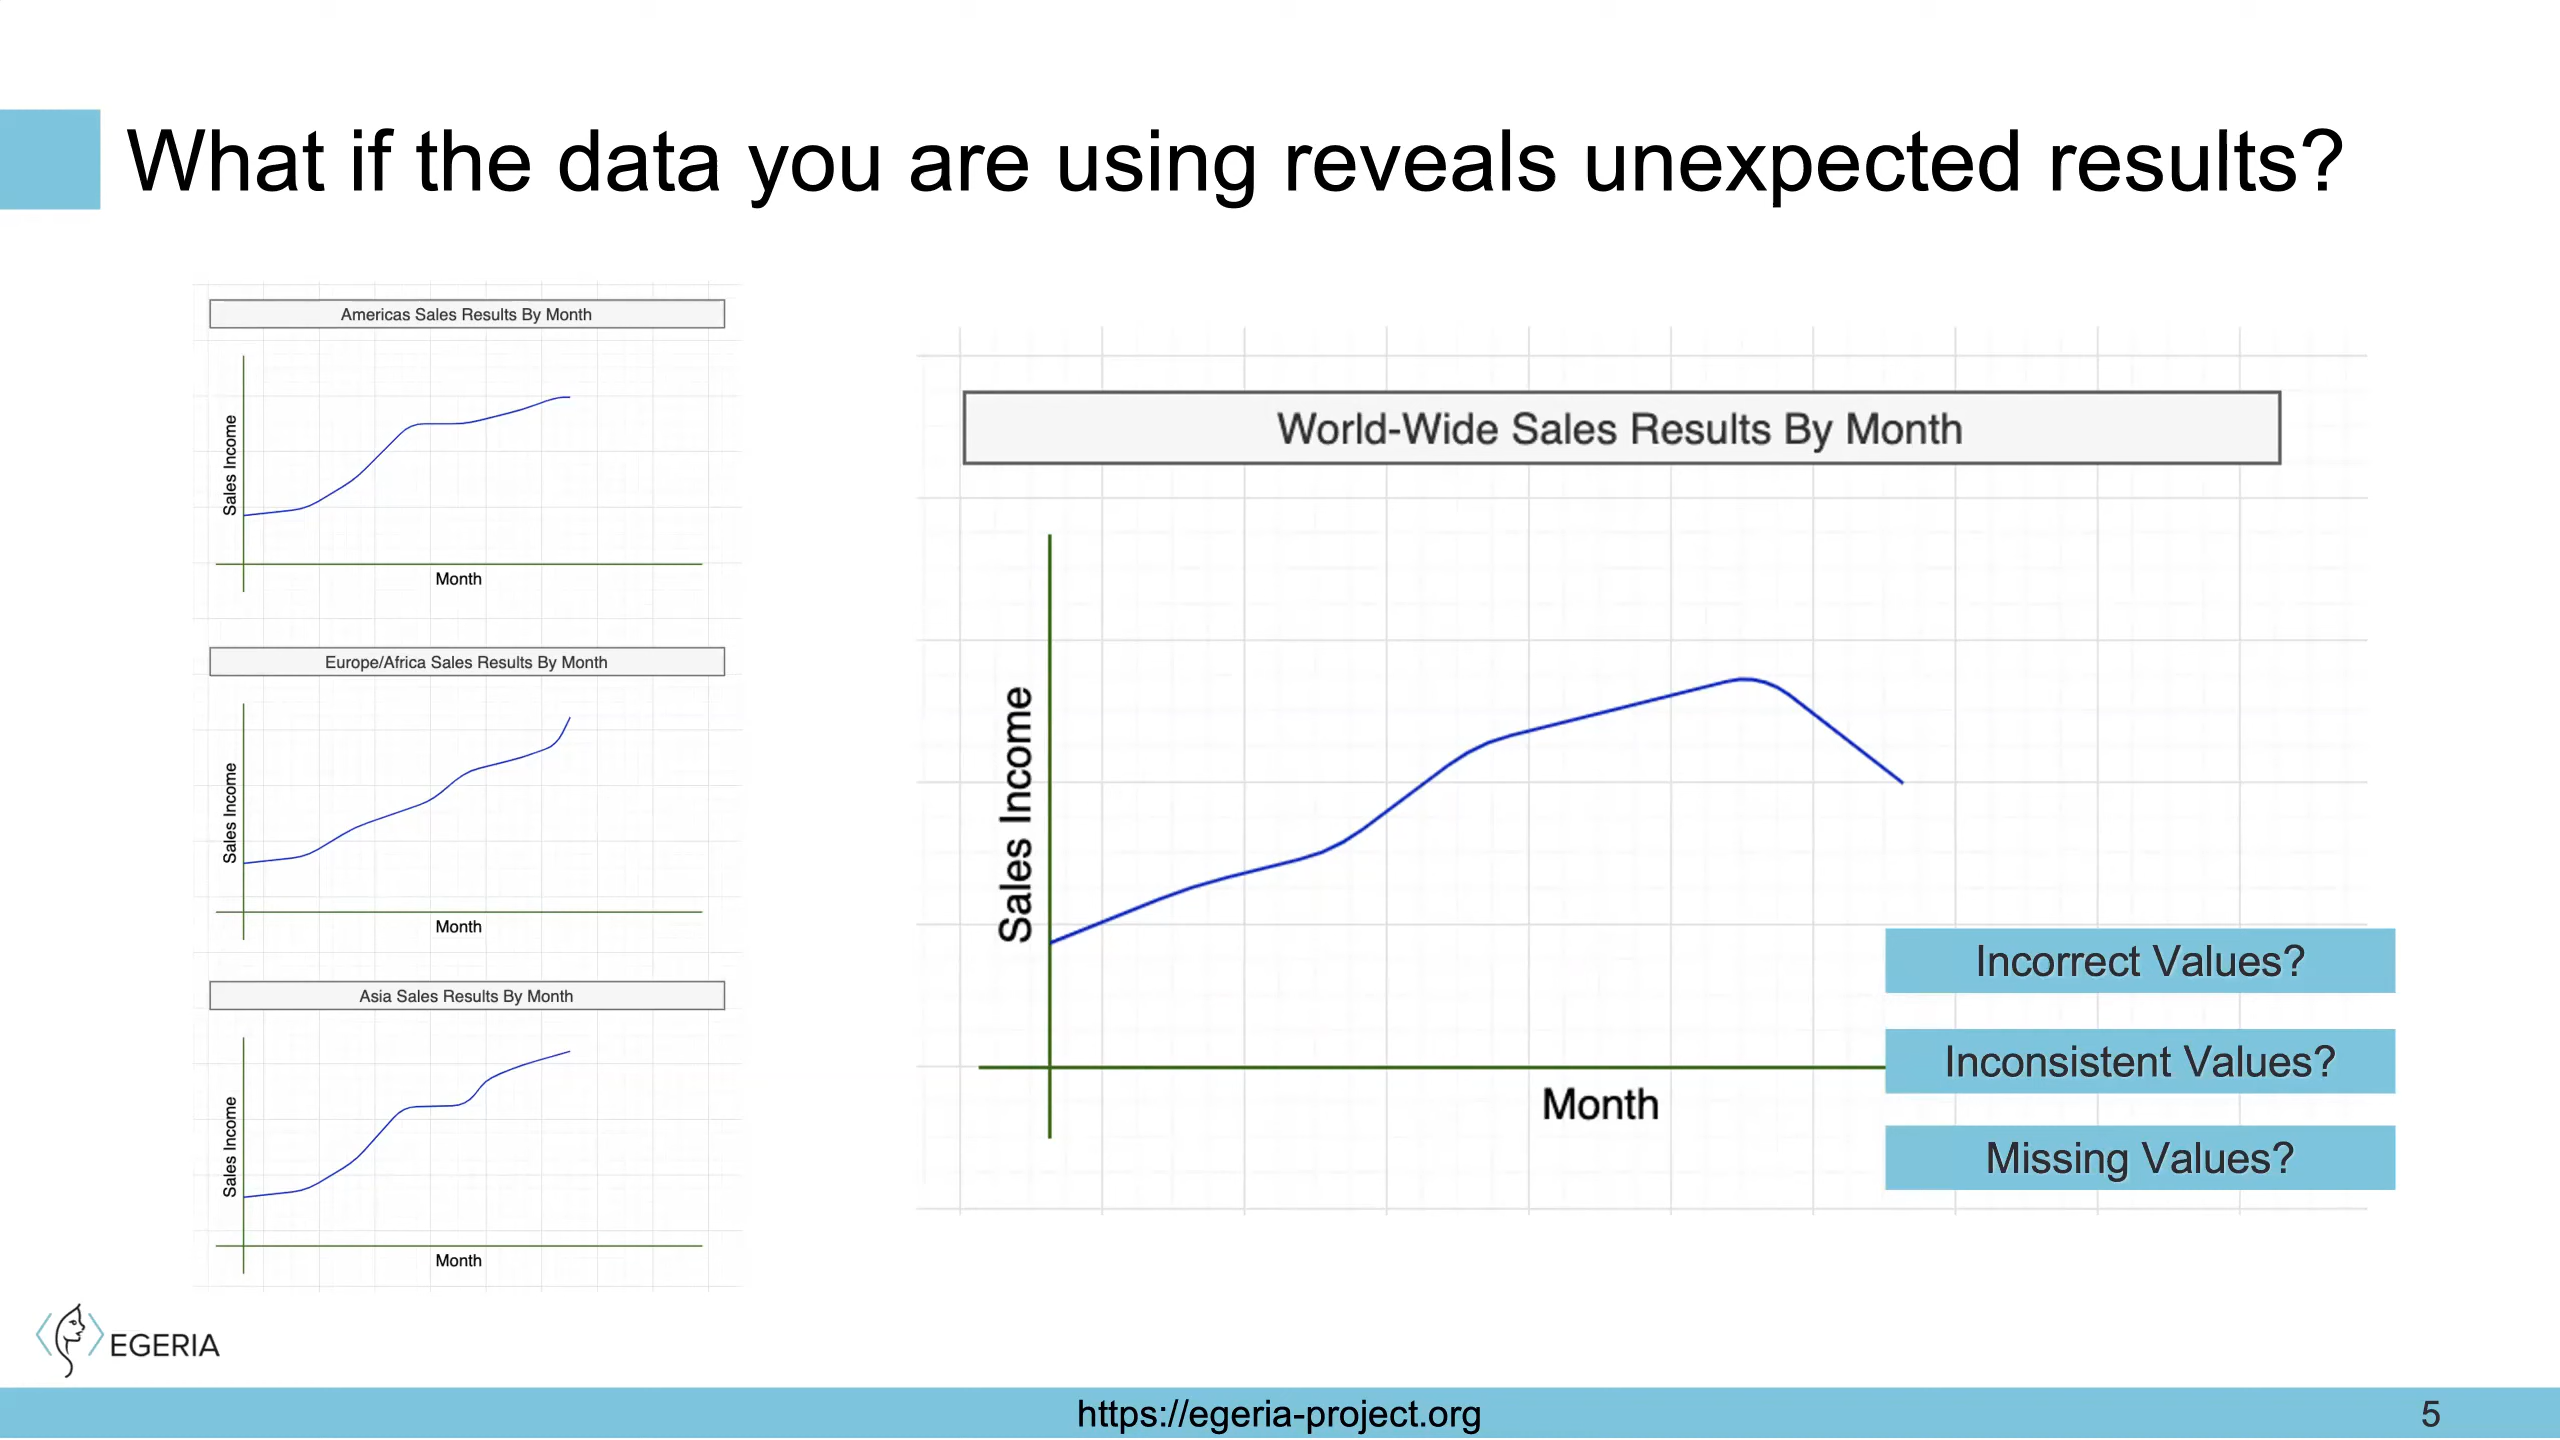 What if the data you are using reveals unexpected results?
Americas Sales Results By Month
Sales Income
Month
Europe/Africa Sales Results By Month
Sales Income
Month
Asia Sales Results By Month
Sales Income
Month
World-Wide Sales Results By Month
Sales Income
Month
Incorrect Values?
Inconsistent Values?
Missing Values?
EGERIA
https://egeria-project.org
5